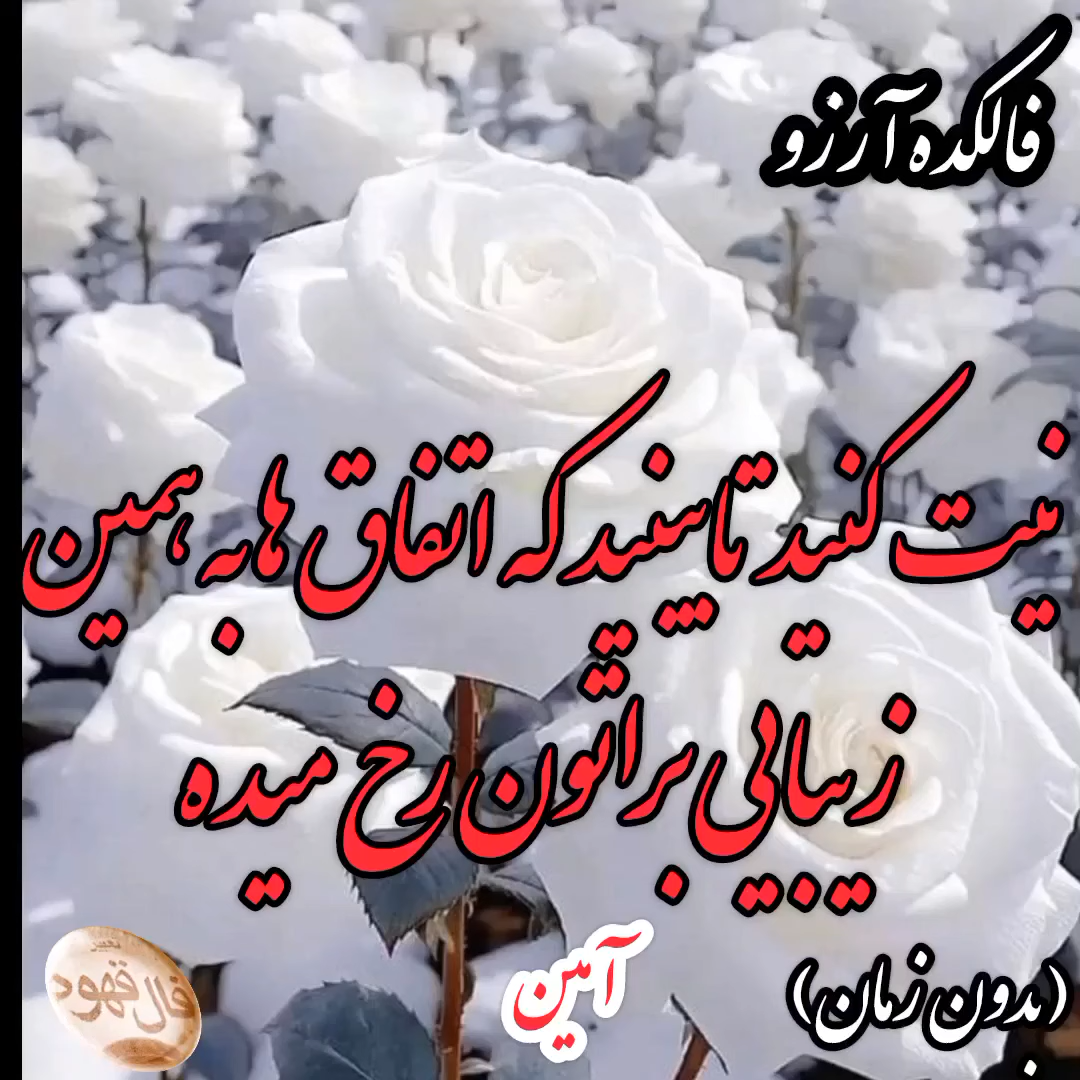 فالکده آرزو
نیت کنید تا ببینید که اتفاق ها به همین
زیبایی براتون رخ میده
آمین
(بدون زمان)
تعبیر
فال قهوه